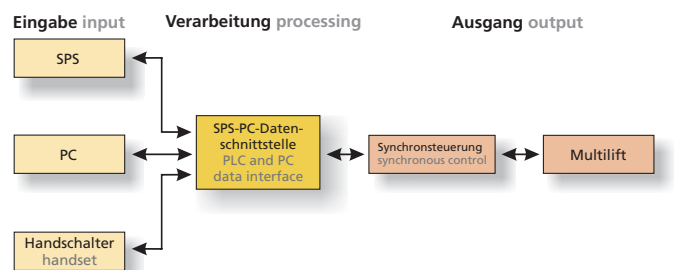 Eingabe input
Verarbeitung processing
Ausgang output
SPS
PC
Handschalter
handset
SPS-PC-Daten-
schnittstelle
PLC and PC
data interface
Synchronsteuerung
synchronous control
Multilift